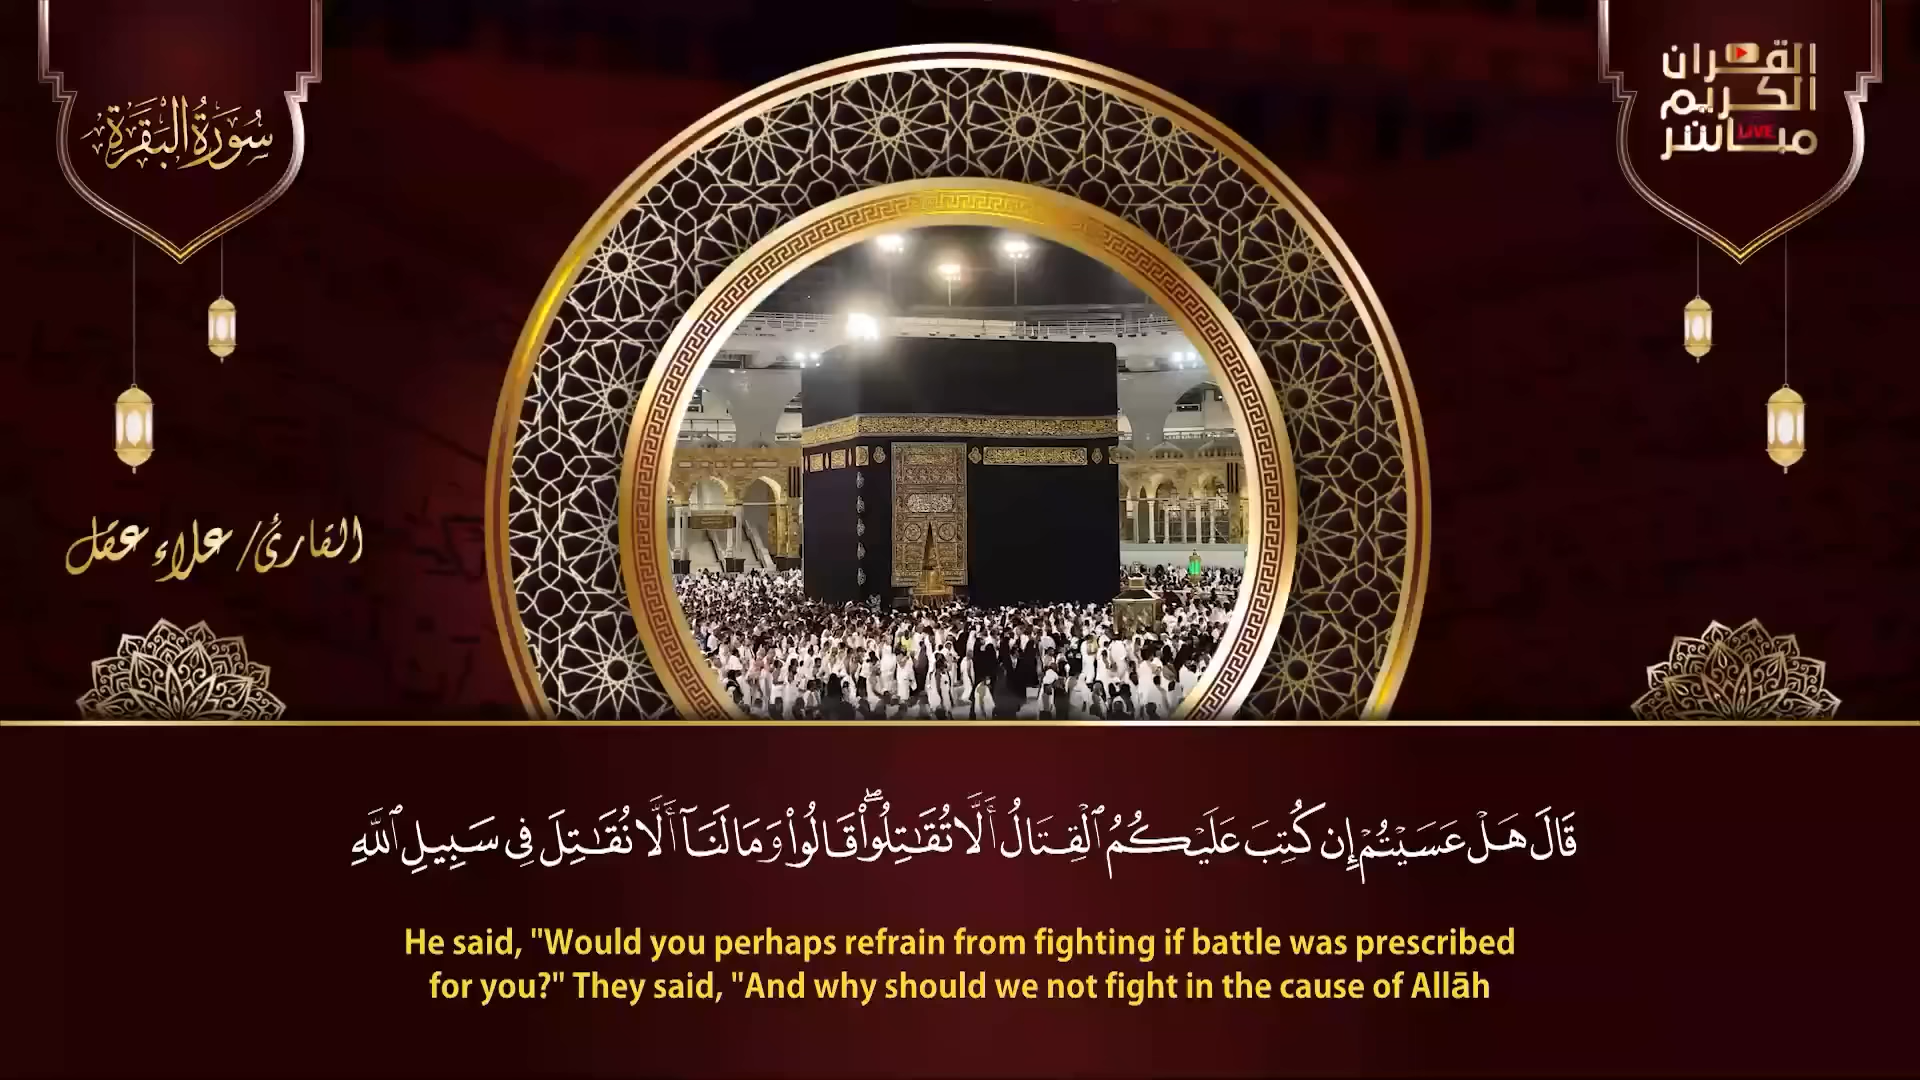 سُورَةُ البَقَرَةِ
القران
الكريم
مباشر
LIVE
القارئ/ علاء عقل
قَالَ هَلْ عَسَيْتُمْ إِن كُتِبَ عَلَيْكُمُ ٱلْقِتَالُ أَلَّا تُقَٰتِلُوا۟ ۖ قَالُوا۟ وَمَا لَنَآ أَلَّا نُقَٰتِلَ فِى سَبِيلِ ٱللَّهِ
He said, "Would you perhaps refrain from fighting if battle was prescribed
for you?" They said, "And why should we not fight in the cause of Allāh